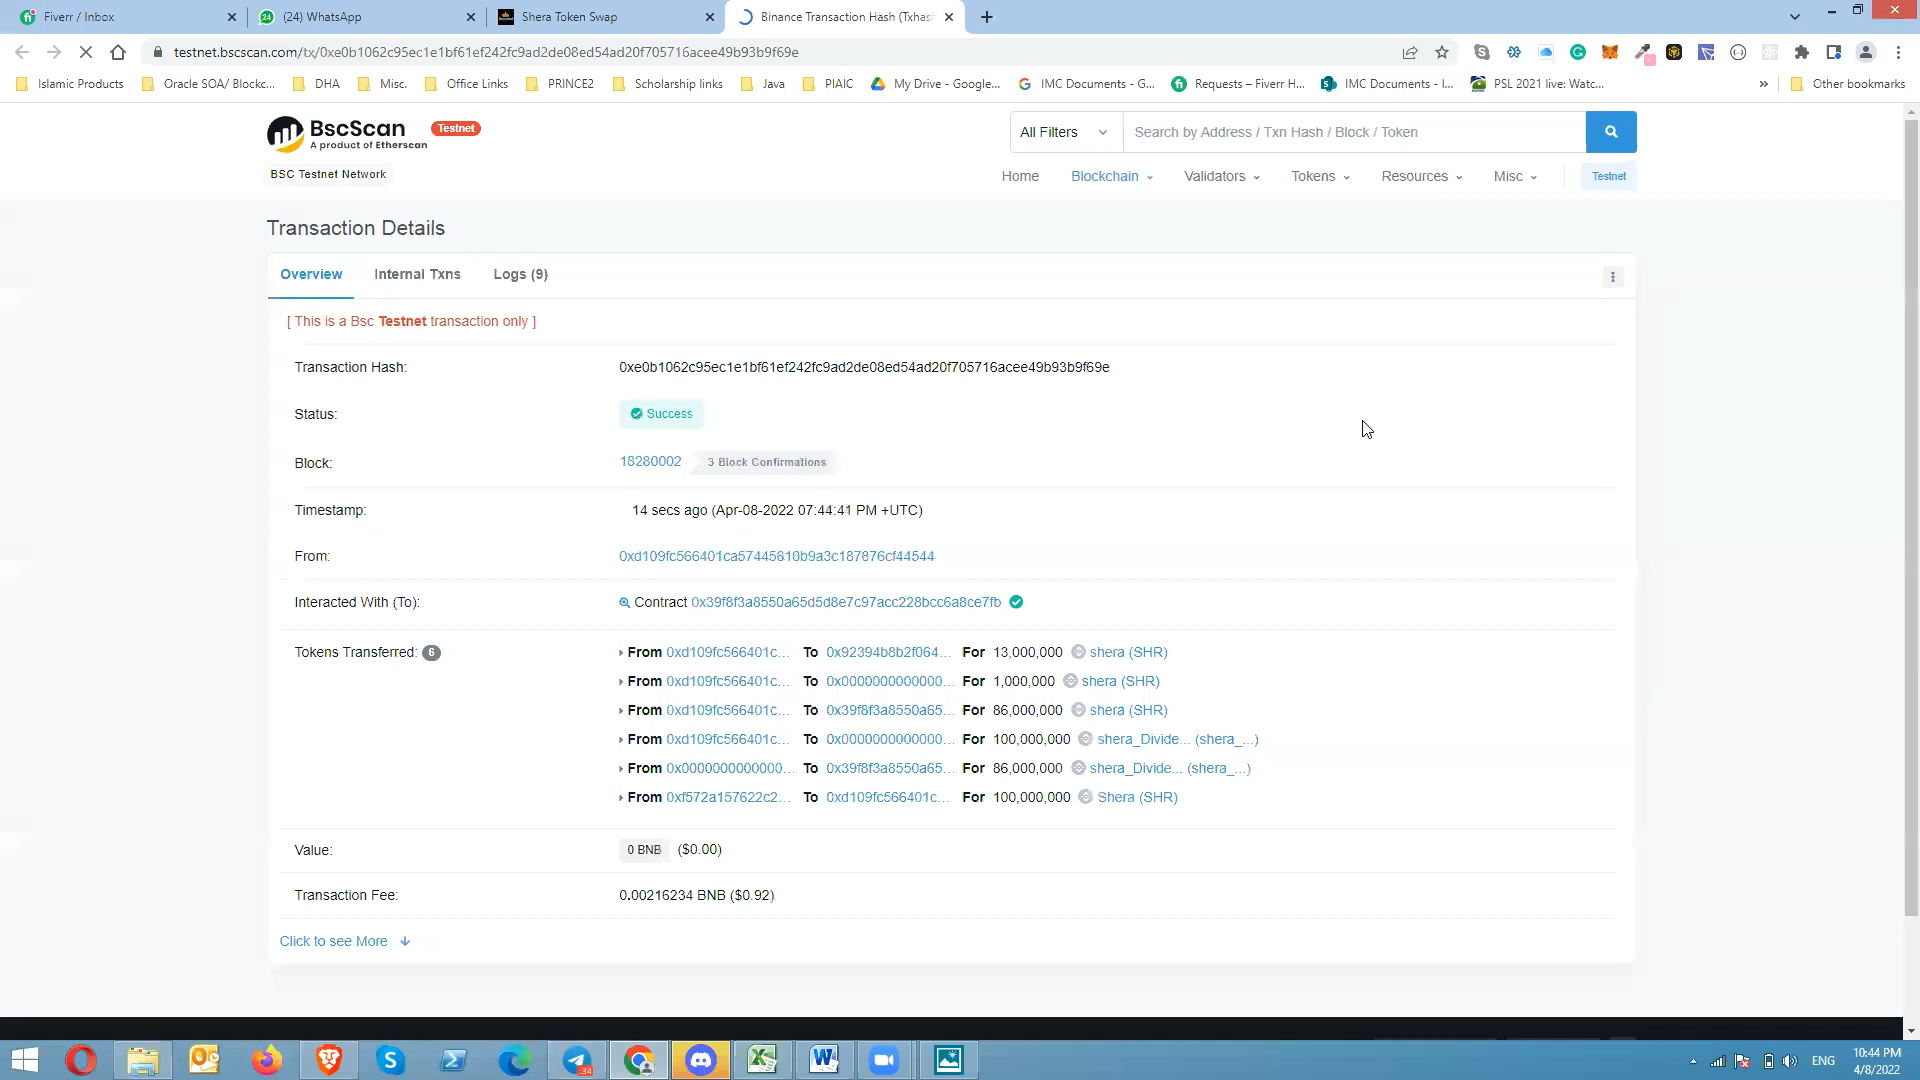 Fiverr / Inbox
(24) WhatsApp
Shera Token Swap
Binance Transaction Hash (Txhas
testnet.bscscan.com/tx/0xe0b1062c95ec1e1bf61ef242fc9ad2de08ed54ad20f705716acee49b93b9f69e
Islamic Products
Oracle SOA/ Blockc...
DHA
Misc.
Office Links
PRINCE2
Scholarship links
Java
PIAIC
My Drive - Google...
IMC Documents - G...
Requests – Fiverr H...
IMC Documents - I...
PSL 2021 live: Watc...
»
Other bookmarks
BscScan
Testnet
A product of Etherscan
BSC Testnet Network
All Filters
Search by Address / Txn Hash / Block / Token
Home
Blockchain
Validators
Tokens
Resources
Misc
Testnet
Transaction Details
Overview
Internal Txns
Logs (9)
[ This is a Bsc Testnet transaction only ]
Transaction Hash:
0xe0b1062c95ec1e1bf61ef242fc9ad2de08ed54ad20f705716acee49b93b9f69e
Status:
Success
Block:
18280002
3 Block Confirmations
Timestamp:
14 secs ago (Apr-08-2022 07:44:41 PM +UTC)
From:
0xd109fc566401ca57445810b9a3c187876cf44544
Interacted With (To):
Contract 0x39f8f3a8550a65d5d8e7c97acc228bcc6a8ce7fb
Tokens Transferred: 6
From 0xd109fc566401c... To 0x92394b8b2f064... For 13,000,000 shera (SHR)
From 0xd109fc566401c... To 0x0000000000000... For 1,000,000 shera (SHR)
From 0xd109fc566401c... To 0x39f8f3a8550a65... For 86,000,000 shera (SHR)
From 0xd109fc566401c... To 0x0000000000000... For 100,000,000 shera_Divide... (shera_...)
From 0x0000000000000... To 0x39f8f3a8550a65... For 86,000,000 shera_Divide... (shera_...)
From 0xf572a157622c2... To 0xd109fc566401c... For 100,000,000 Shera (SHR)
Value:
0 BNB ($0.00)
Transaction Fee:
0.00216234 BNB ($0.92)
Click to see More
34
ENG
10:44 PM
4/8/2022